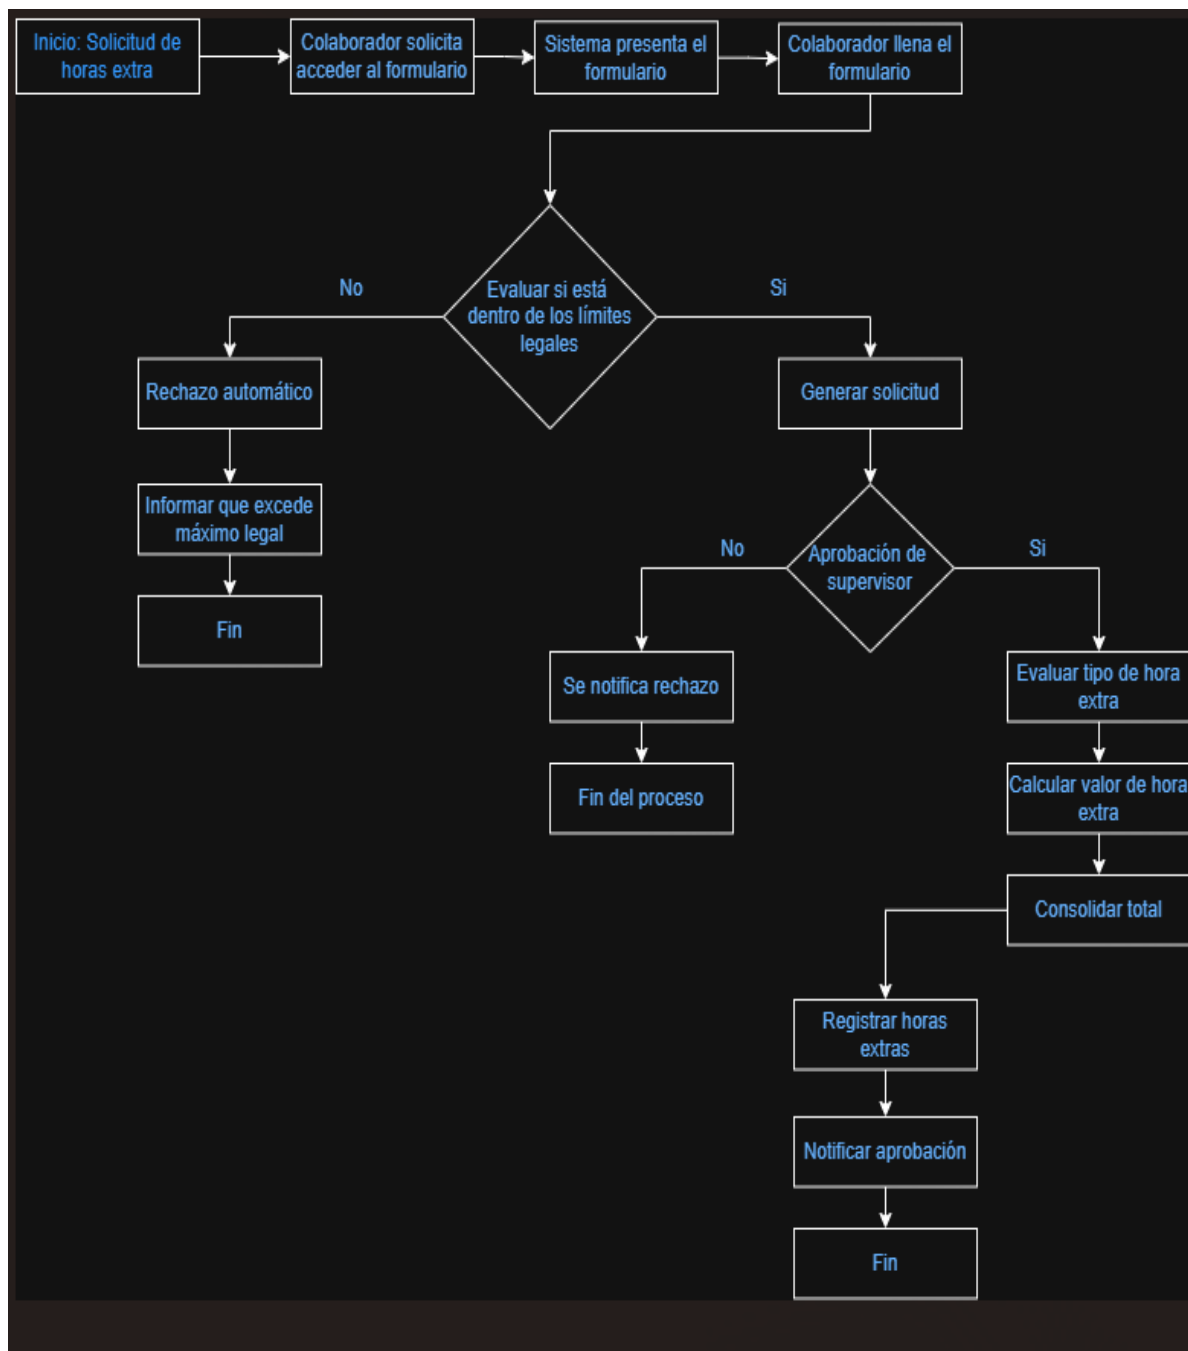 Inicio: Solicitud de
horas extra
Colaborador solicita
acceder al formulario
Sistema presenta el
formulario
Colaborador llena el
formulario
No
Evaluar si está
dentro de los límites
legales
Si
Rechazo automático
Generar solicitud
Informar que excede
máximo legal
No
Aprobación de
supervisor
Si
Fin
Se notifica rechazo
Evaluar tipo de hora
extra
Fin del proceso
Calcular valor de hora
extra
Consolidar total
Registrar horas
extras
Notificar aprobación
Fin